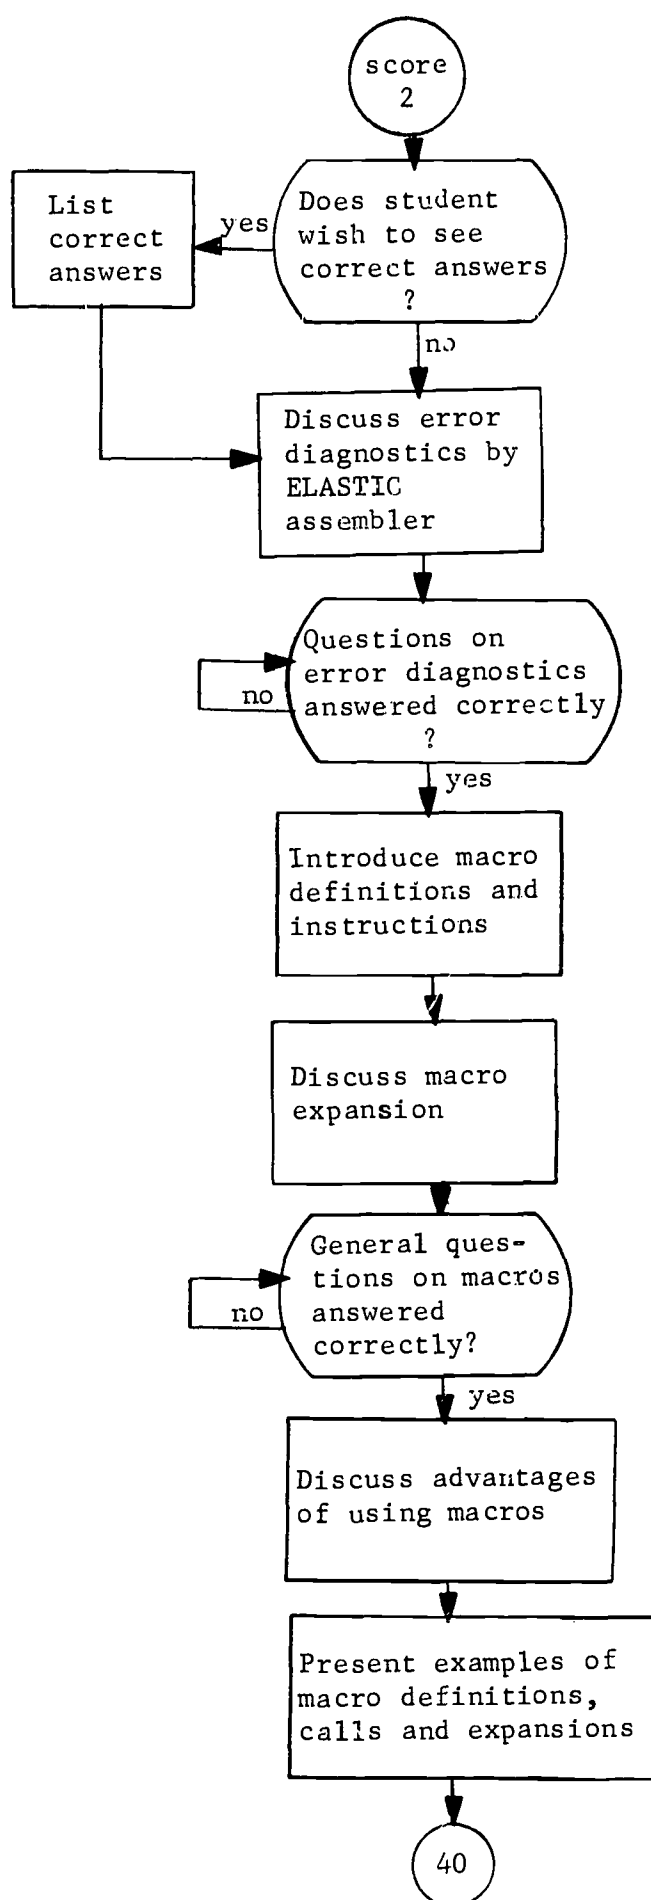 score
2
Does student
wish to see
correct answers
?
yes
List
correct
answers
no
Discuss error
diagnostics by
ELASTIC
assembler
Questions on
error diagnostics
answered correctly
?
no
yes
Introduce macro
definitions and
instructions
Discuss macro
expansion
General ques-
tions on macros
answered
correctly?
no
yes
Discuss advantages
of using macros
Present examples of
macro definitions,
calls and expansions
40